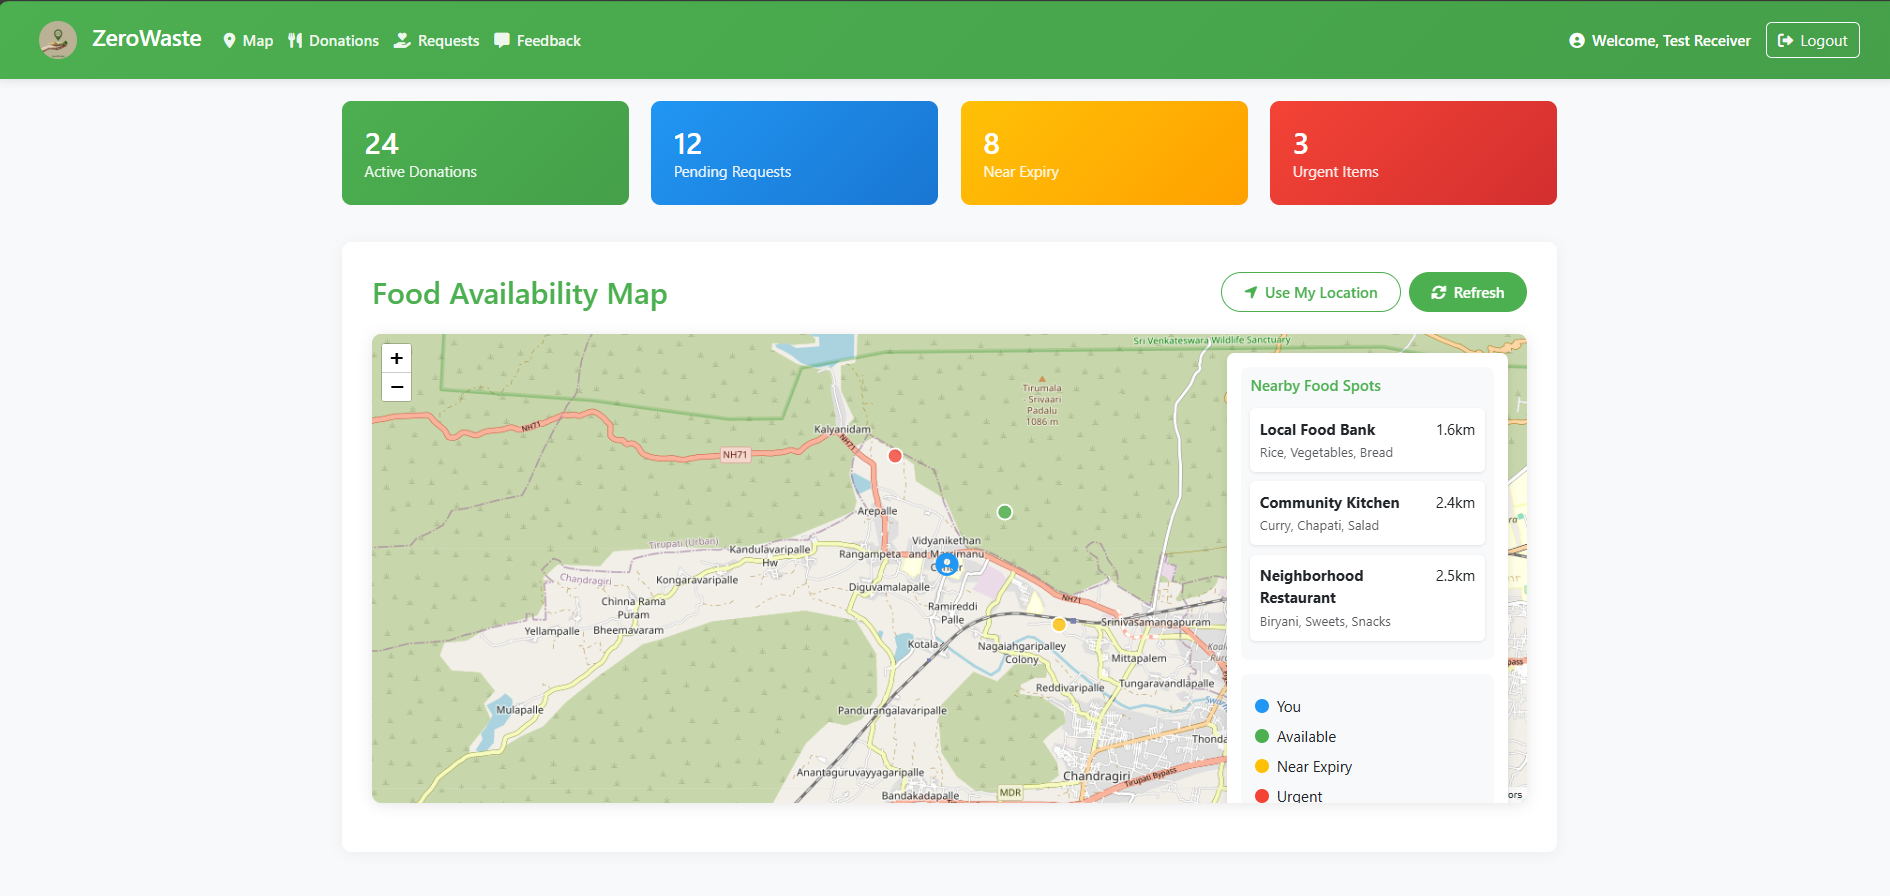 ZeroWaste
Map
Donations
Requests
Feedback
Welcome, Test Receiver
Logout
24
Active Donations
12
Pending Requests
8
Near Expiry
3
Urgent Items
Food Availability Map
Use My Location
Refresh
+
−
Sri Venkateswara Wildlife Sanctuary
Tirumala
- Srivaari
Padalu
1086 m
Kalyanidam
NH71
NH71
NH71
Arepalle
Vidyanikethan
Rangampeta and Marrimanu
Tirupati (Urban)
Kandulavaripalle
Hw
Chandragiri
Kongaravaripalle
Diguvamalapalle
Chinna Rama
Puram
Ramireddi
Palle
NH71
Yellampalle
Bheemavaram
Srinivasamangapuram
Kotala
Nagaiahgaripalley
Colony
Mittapalem
Reddivaripalle
Tungaravandlapalle
Mulapalle
Pandurangalavaripalle
Thonda
Anantaguruvayyagaripalle
Chandragiri
Tirupati Bypass
Bandakadapalle
MDR
Nearby Food Spots
Local Food Bank
1.6km
Rice, Vegetables, Bread
Community Kitchen
2.4km
Curry, Chapati, Salad
Neighborhood
Restaurant
2.5km
Biryani, Sweets, Snacks
You
Available
Near Expiry
Urgent
ors